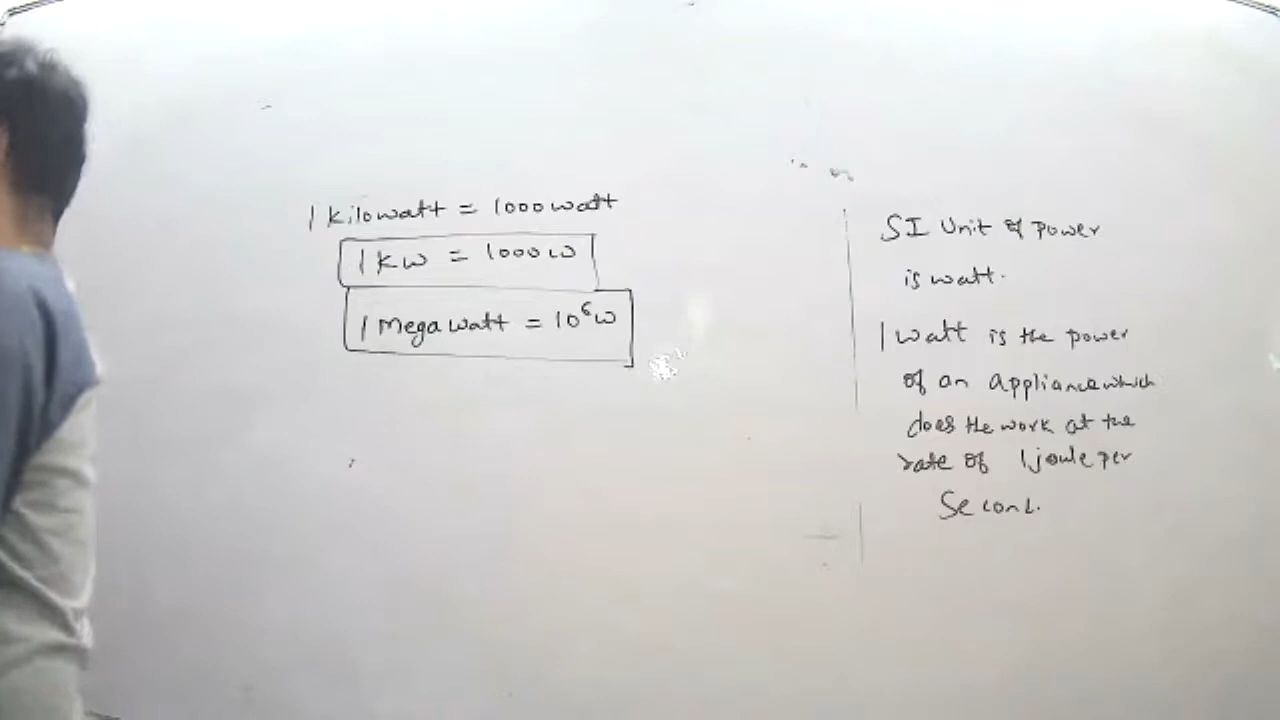 1 Kilowatt = 1000 watt
1 KW = 1000 W
1 Mega watt = 10⁶ W
SI Unit of Power
is watt.
1 watt is the power
of an appliance which
does the work at the
rate of 1 joule per
Second.